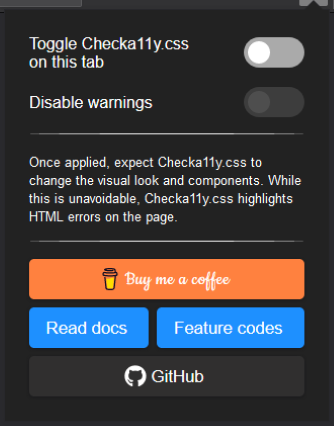 Toggle Checka11y.css
on this tab
Disable warnings
Once applied, expect Checka11y.css to
change the visual look and components. While
this is unavoidable, Checka11y.css highlights
HTML errors on the page.
Buy me a coffee
Read docs
Feature codes
GitHub